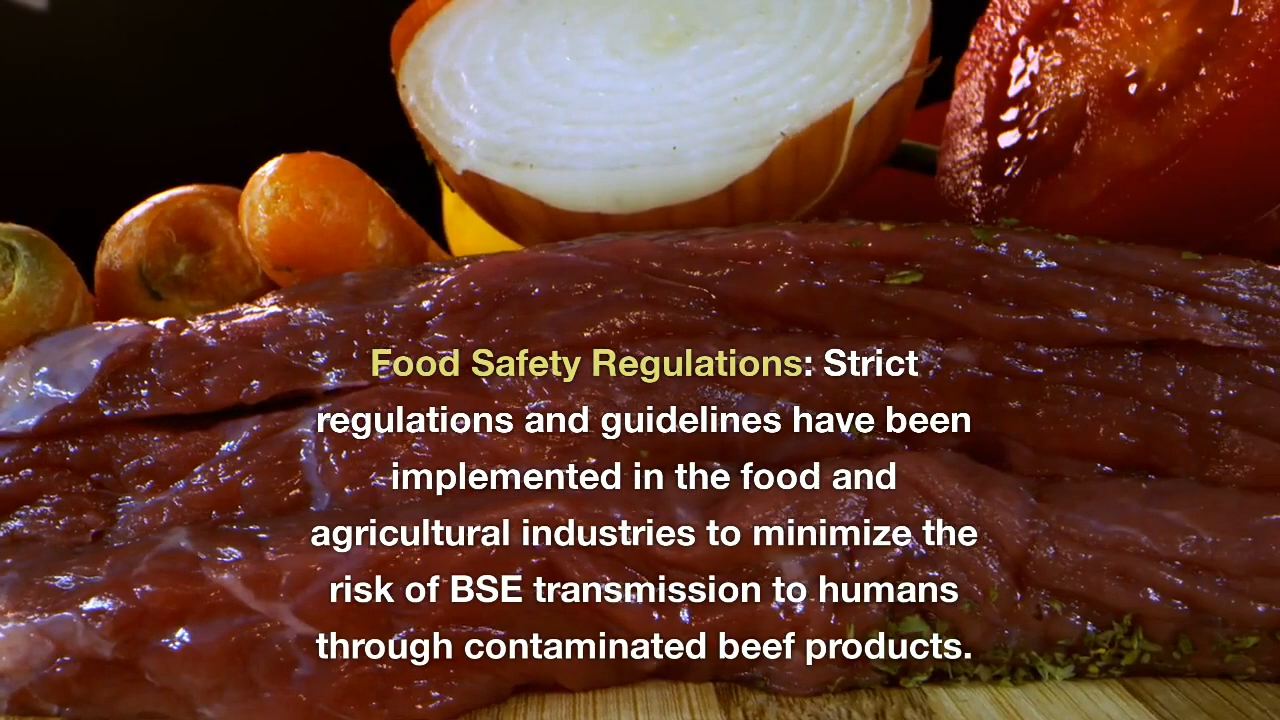 Food Safety Regulations: Strict
regulations and guidelines have been
implemented in the food and
agricultural industries to minimize the
risk of BSE transmission to humans
through contaminated beef products.